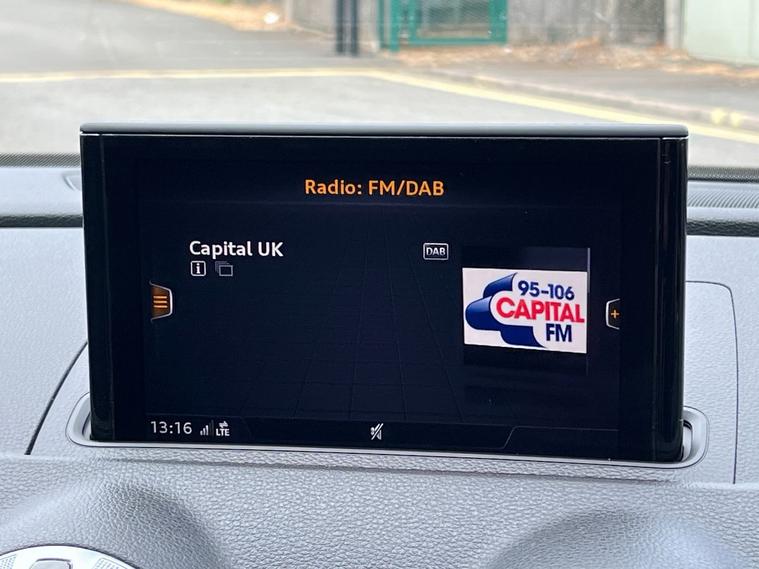 Radio: FM/DAB
Capital UK
DAB
i
95-106
CAPITAL
FM
+
13:16 LTE